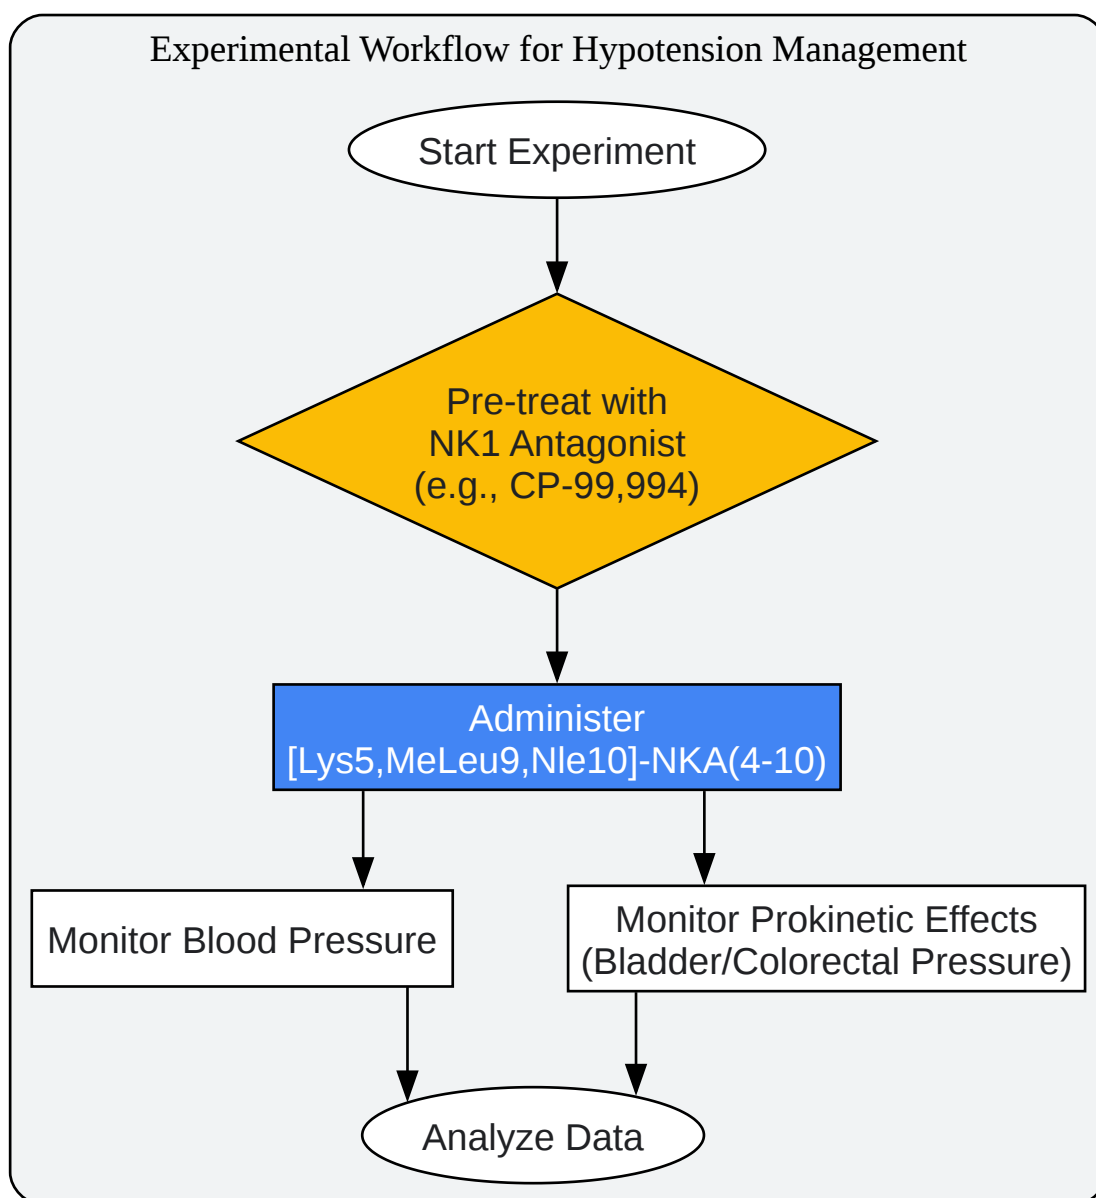 Experimental Workflow for Hypotension Management
Start Experiment
Pre-treat with
NK1 Antagonist
(e.g., CP-99,994)
Administer
[Lys5,MeLeu9,Nle10]-NKA(4-10)
Monitor Blood Pressure
Monitor Prokinetic Effects
(Bladder/Colorectal Pressure)
Analyze Data